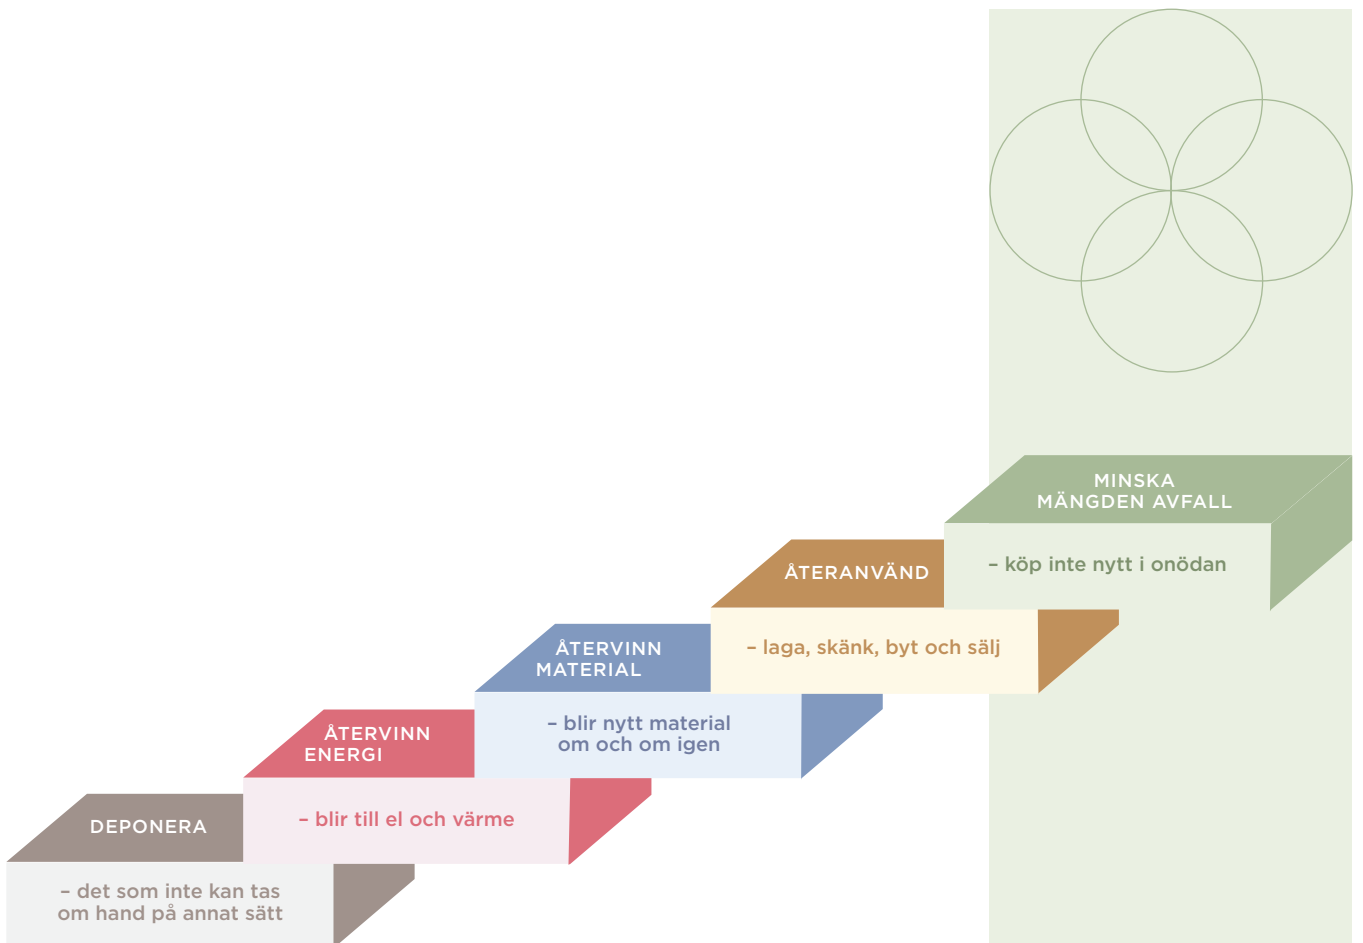 MINSKA
MÄNGDEN AVFALL
– köp inte nytt i onödan
ÅTERANVÄND
– laga, skänk, byt och sälj
ÅTERVINN
MATERIAL
– blir nytt material
om och om igen
ÅTERVINN
ENERGI
– blir till el och värme
DEPONERA
– det som inte kan tas
om hand på annat sätt